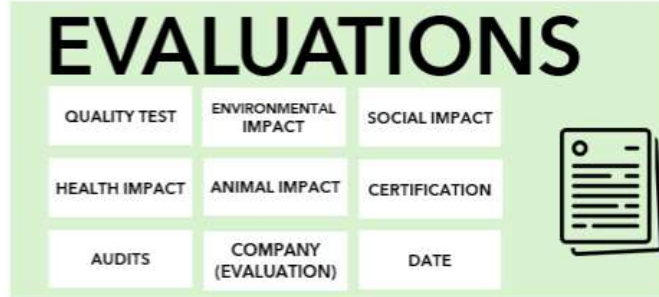 EVALUATIONS
QUALITY TEST
ENVIRONMENTAL
IMPACT
SOCIAL IMPACT
HEALTH IMPACT
ANIMAL IMPACT
CERTIFICATION
AUDITS
COMPANY
(EVALUATION)
DATE